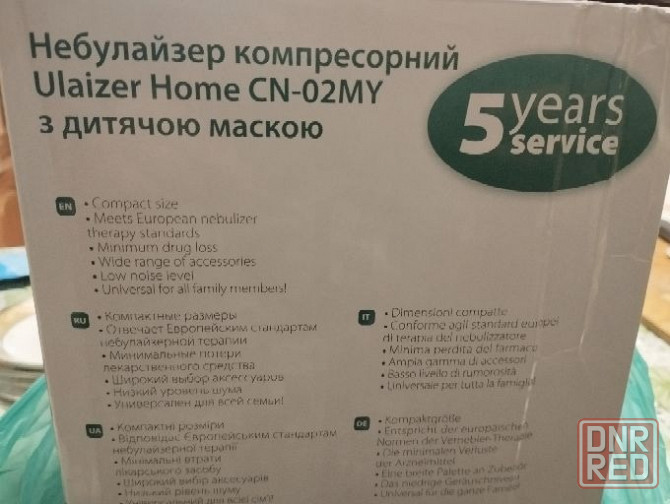 Небулайзер компресорний
Ulaizer Home CN-02MY
з дитячою маскою
5 years
service
EN
• Compact size
• Meets European nebulizer
therapy standards
• Minimum drug loss
• Wide range of accessories
• Low noise level
• Universal for all family members!
RU
• Компактные размеры
• Отвечает Европейским стандартам
небулайзерной терапии
• Минимальные потери
лекарственного средства
• Широкий выбор аксессуаров
• Низкий уровень шума
• Универсален для всей семьи!
IT
• Dimensioni compatte
• Conforme agli standard europei
di terapia del nebulizzatore
• Minima perdita del farmaco
• Ampia gamma di accessori
• Basso livello di rumorosità
• Universale per tutta la famiglia!
UA
• Компактні розміри
• Відповідає Європейським стандартам
небулайзерної терапії
• Мінімальні втрати
лікарського засобу
• Широкий вибір аксесуарів
• Низький рівень шуму
• Універсальний для всієї сім'ї!
DE
• Kompaktgröße
• Entspricht der europäischen
Normen der Vernebler-Therapie
• Die minimalen Verluste
der Arzneimittel
• Eine breite Palette an Zubehör
• Das niedrige Geräuschniveau
• Universal für die ganze Familie!
DNR
RED